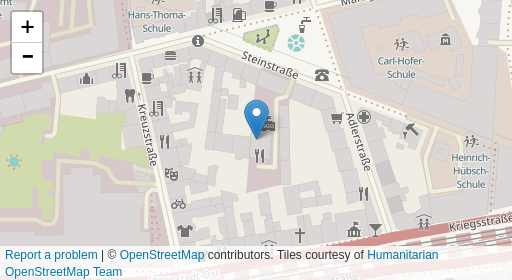 +
-
Hans-Thoma-
Schule
Steinstraße
Carl-Hofer-
Schule
Kreuzstraße
Adlerstraße
Heinrich-
Hübsch-
Schule
Kriegsstraße
Report a problem | © OpenStreetMap contributors. Tiles courtesy of Humanitarian
OpenStreetMap Team